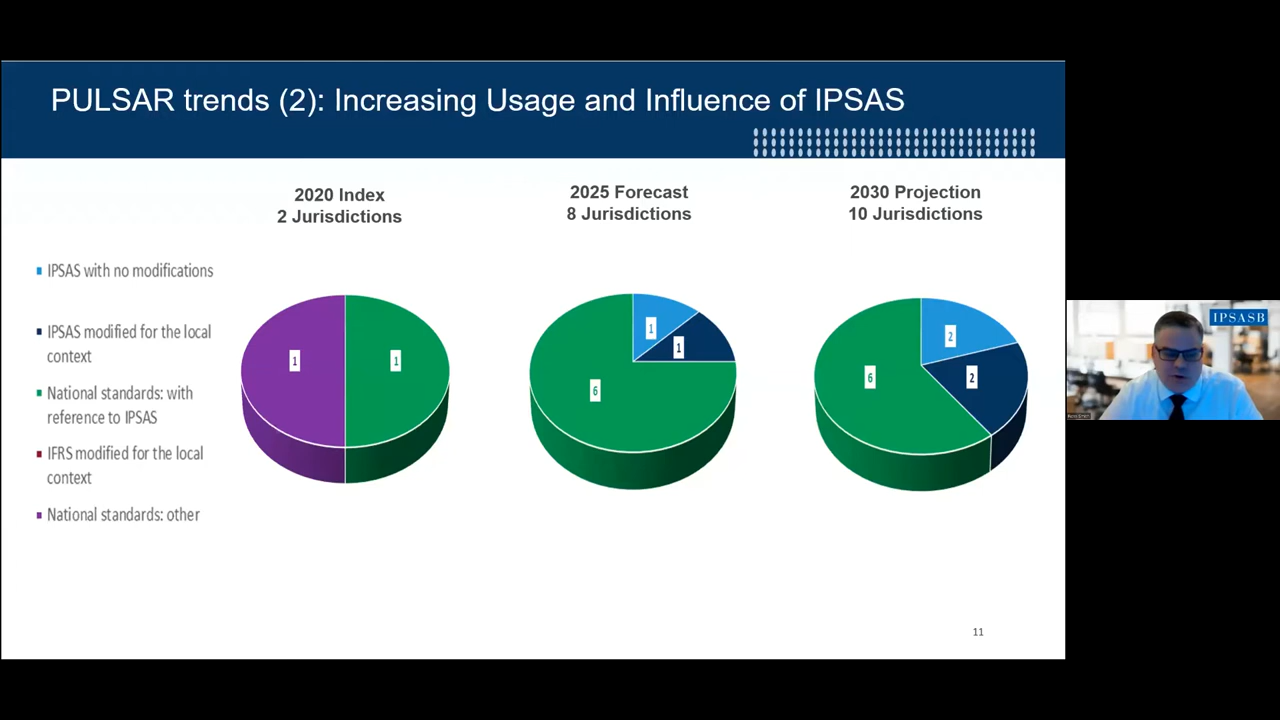 PULSAR trends (2): Increasing Usage and Influence of IPSAS
2020 Index
2 Jurisdictions
2025 Forecast
8 Jurisdictions
2030 Projection
10 Jurisdictions
IPSAS with no modifications
IPSAS modified for the local
context
National standards: with
reference to IPSAS
IFRS modified for the local
context
National standards: other
1
1
1
1
6
2
2
6
11
IPSASB